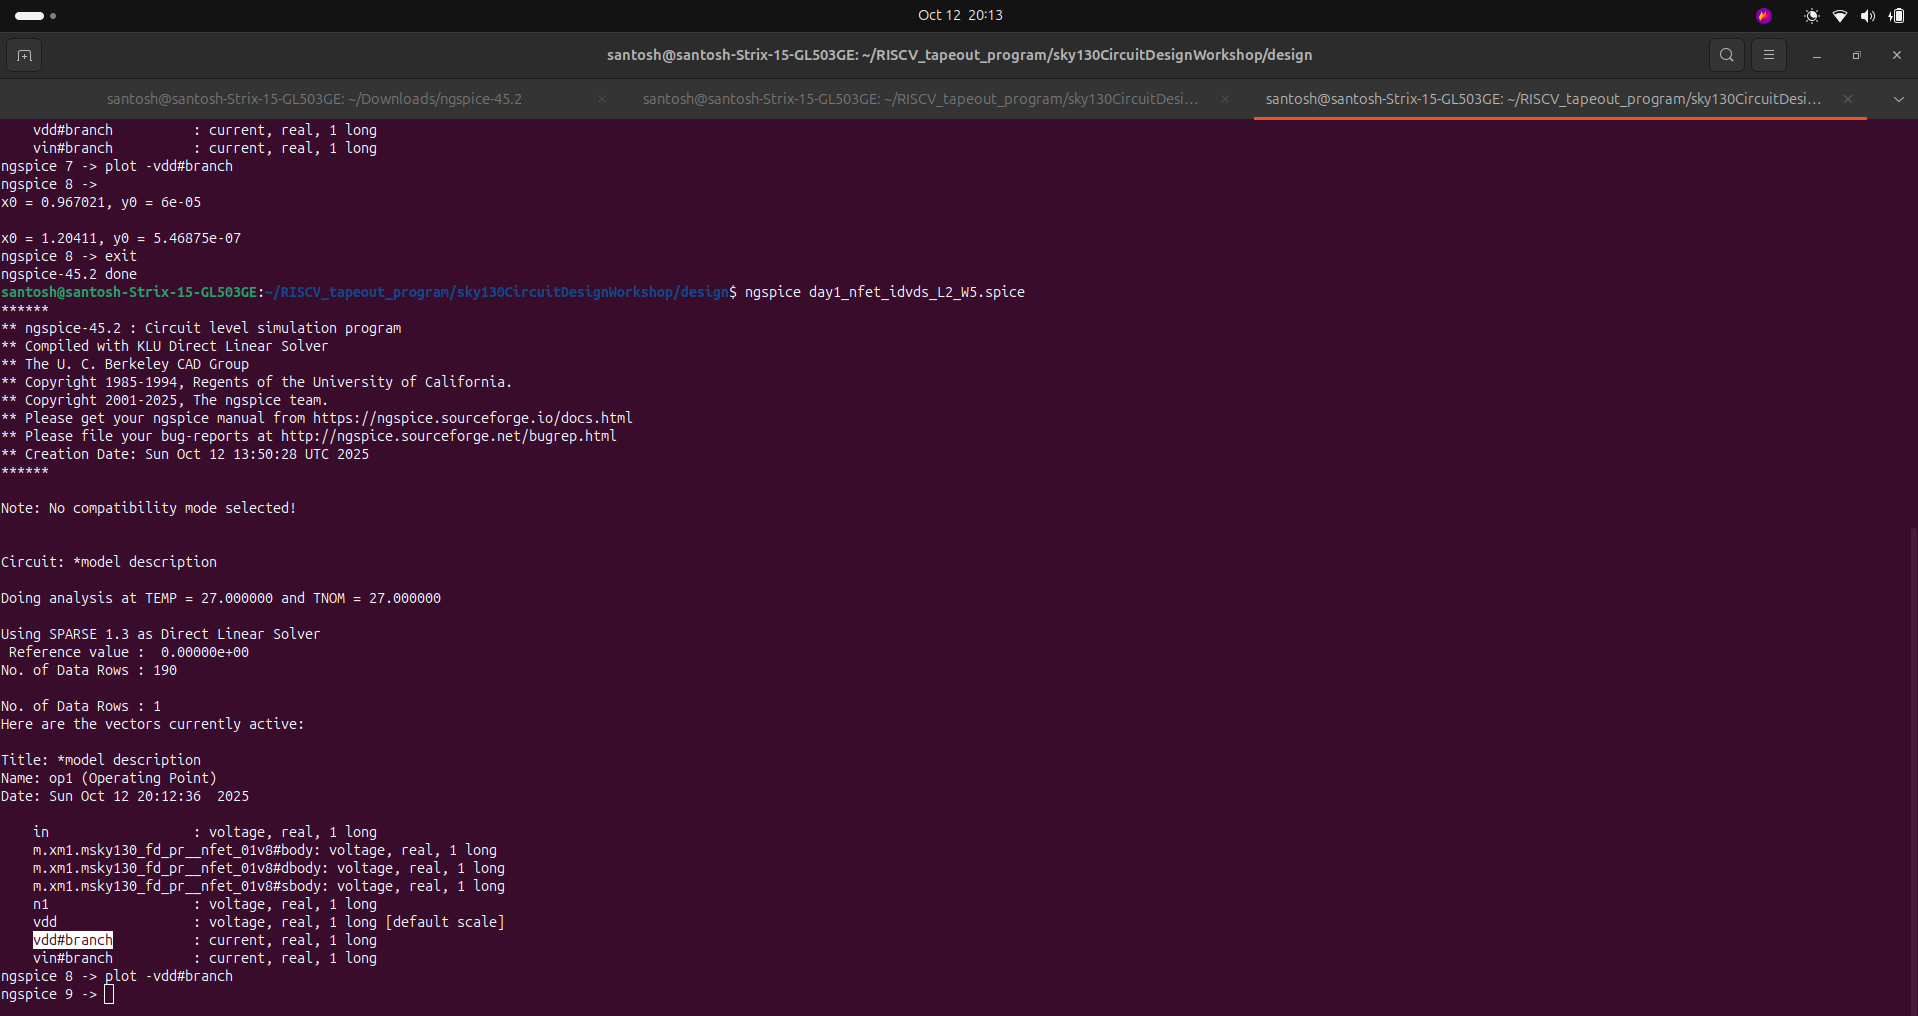 Oct 12 20:13
santosh@santosh-Strix-15-GL503GE: ~/RISCV_tapeout_program/sky130CircuitDesignWorkshop/design
santosh@santosh-Strix-15-GL503GE: ~/Downloads/ngspice-45.2
santosh@santosh-Strix-15-GL503GE: ~/RISCV_tapeout_program/sky130CircuitDesi...
santosh@santosh-Strix-15-GL503GE: ~/RISCV_tapeout_program/sky130CircuitDesi...
vdd#branch : current, real, 1 long
vin#branch : current, real, 1 long
ngspice 7 -> plot -vdd#branch
ngspice 8 ->
x0 = 0.967021, y0 = 6e-05
x0 = 1.20411, y0 = 5.46875e-07
ngspice 8 -> exit
ngspice-45.2 done
santosh@santosh-Strix-15-GL503GE:~/RISCV_tapeout_program/sky130CircuitDesignWorkshop/design$ ngspice day1_nfet_idvds_L2_W5.spice
******
** ngspice-45.2 : Circuit level simulation program
** Compiled with KLU Direct Linear Solver
** The U. C. Berkeley CAD Group
** Copyright 1985-1994, Regents of the University of California.
** Copyright 2001-2025, The ngspice team.
** Please get your ngspice manual from https://ngspice.sourceforge.io/docs.html
** Please file your bug-reports at http://ngspice.sourceforge.net/bugrep.html
** Creation Date: Sun Oct 12 13:50:28 UTC 2025
******
Note: No compatibility mode selected!
Circuit: *model description
Doing analysis at TEMP = 27.000000 and TNOM = 27.000000
Using SPARSE 1.3 as Direct Linear Solver
Reference value : 0.00000e+00
No. of Data Rows : 190
No. of Data Rows : 1
Here are the vectors currently active:
Title: *model description
Name: op1 (Operating Point)
Date: Sun Oct 12 20:12:36 2025
in : voltage, real, 1 long
m.xm1.msky130_fd_pr__nfet_01v8#body: voltage, real, 1 long
m.xm1.msky130_fd_pr__nfet_01v8#dbody: voltage, real, 1 long
m.xm1.msky130_fd_pr__nfet_01v8#sbody: voltage, real, 1 long
n1 : voltage, real, 1 long
vdd : voltage, real, 1 long [default scale]
vdd#branch : current, real, 1 long
vin#branch : current, real, 1 long
ngspice 8 -> plot -vdd#branch
ngspice 9 ->